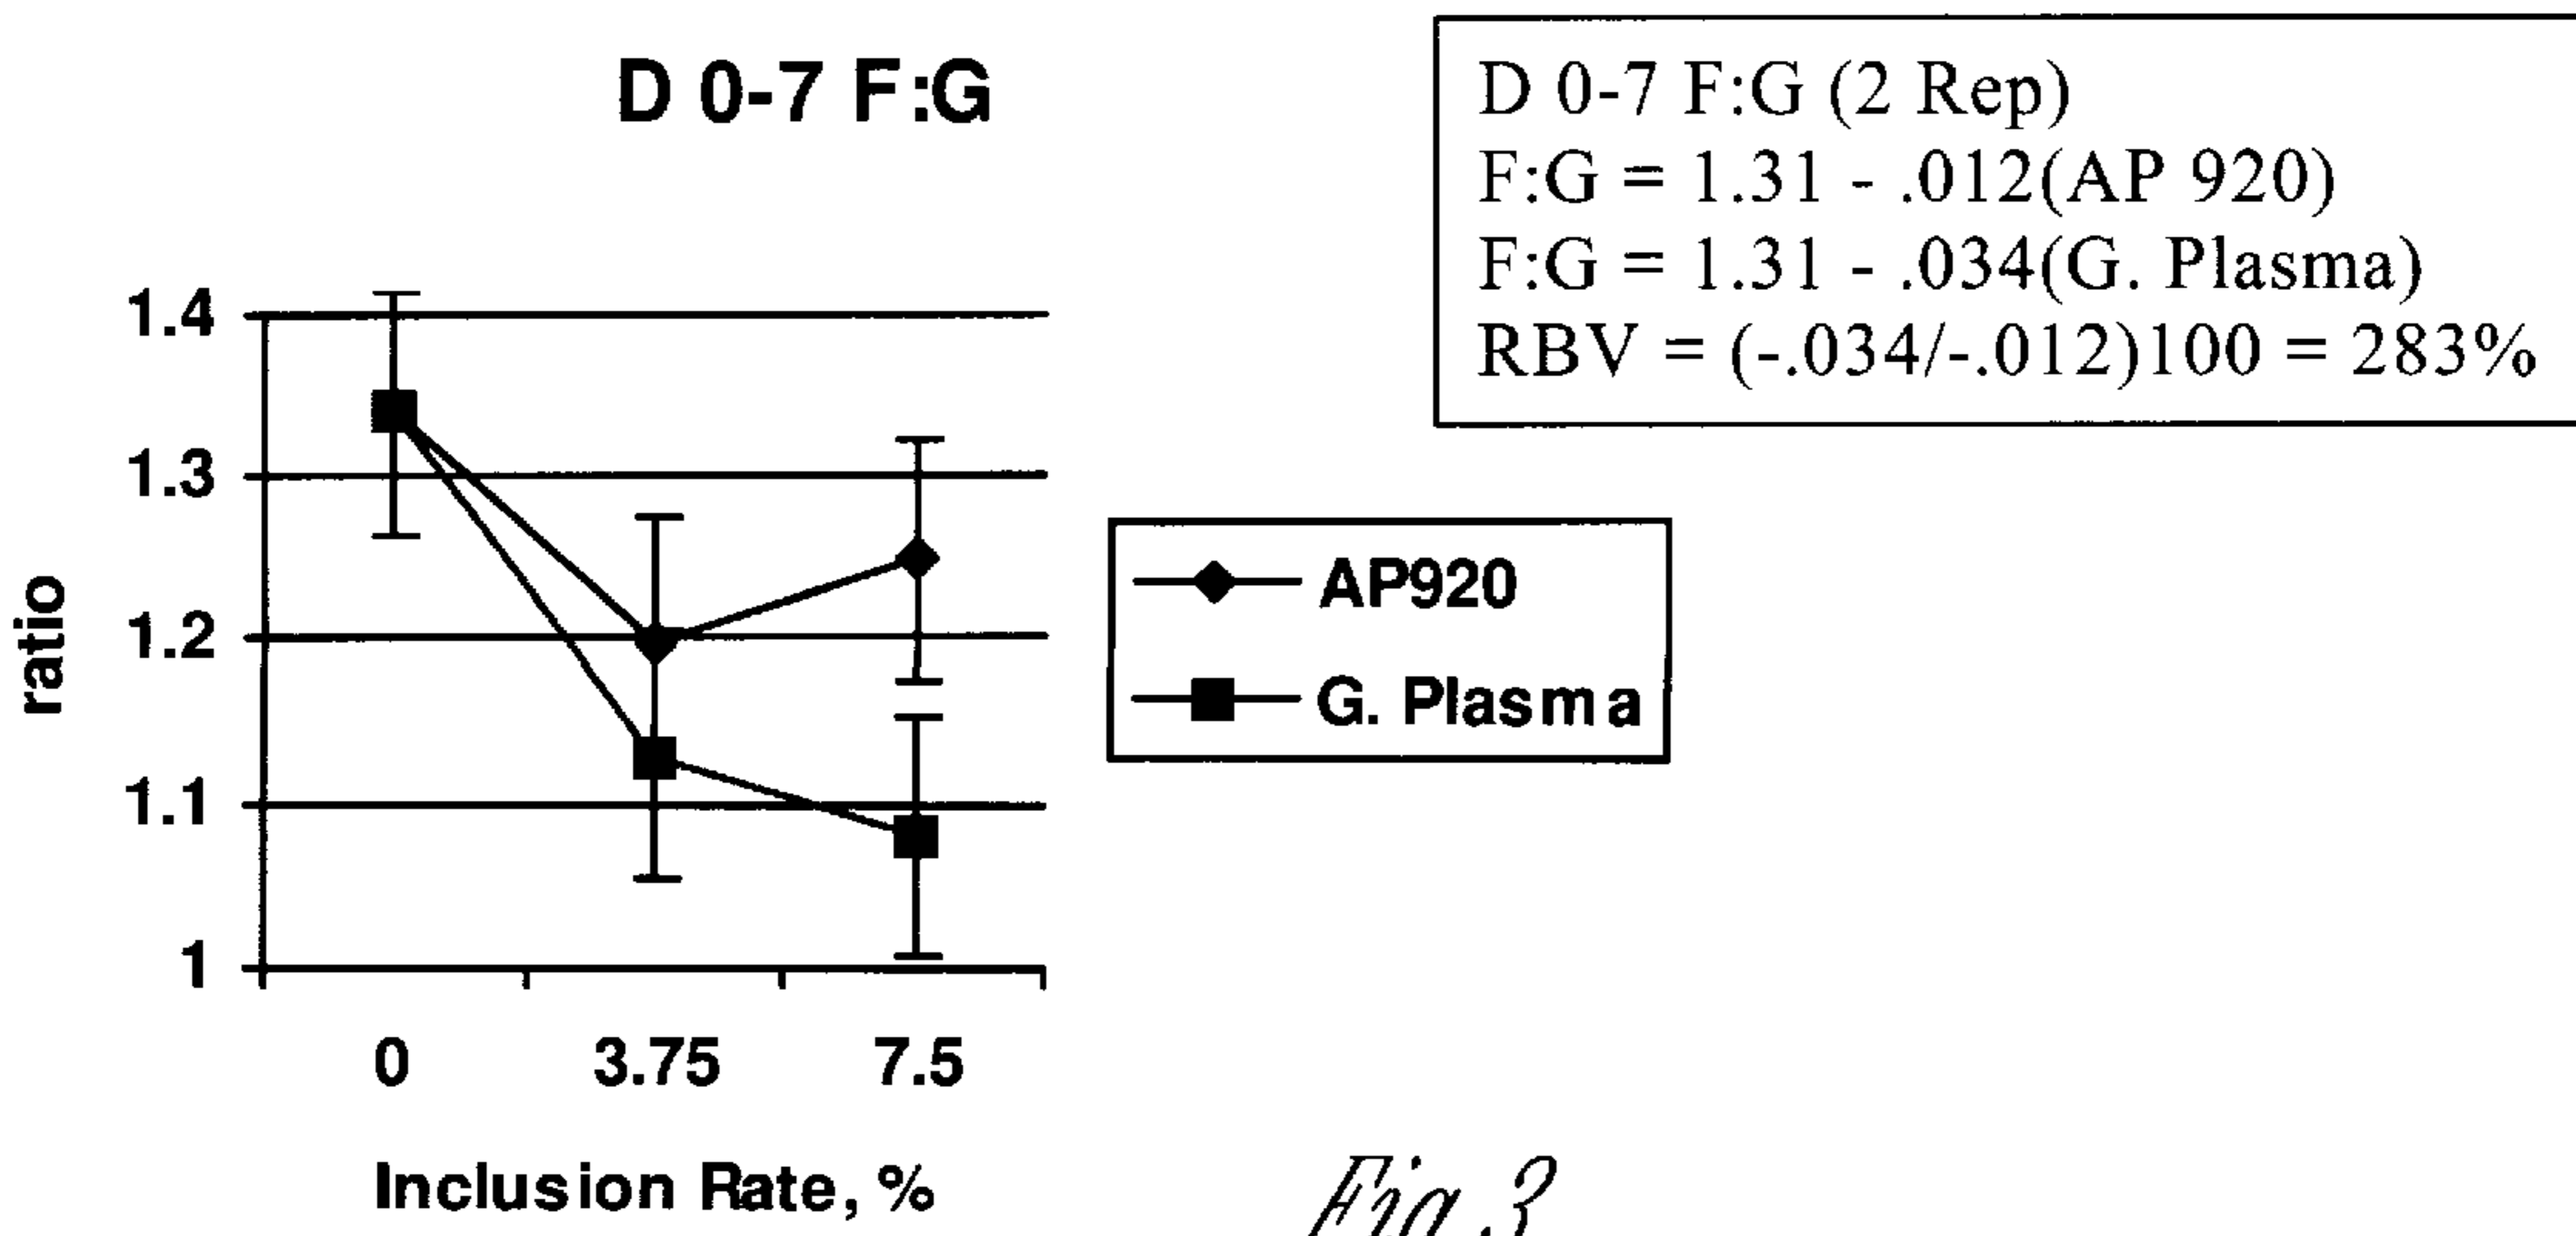 D 0-7 F:G
D 0-7 F:G (2 Rep)
F:G = 1.31 - .012(AP 920)
F:G = 1.31 - .034(G. Plasma)
RBV = (-.034/-.012)100 = 283%
1.4
1.3
1.2
1.1
1
ratio
0 3.75 7.5
Inclusion Rate, %
AP920
G. Plasma
Fig. 3